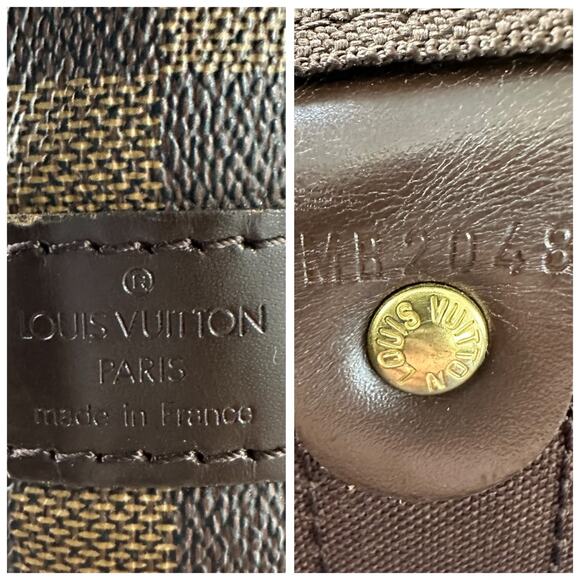 ®
LOUIS VUITTON
PARIS
made in France
MB2048
LOUIS VUITTON